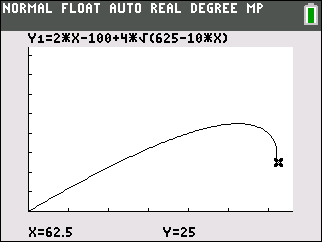 NORMAL FLOAT AUTO REAL DEGREE MP
Y1=2*X-100+4*√(625-10*X)
X=62.5 Y=25